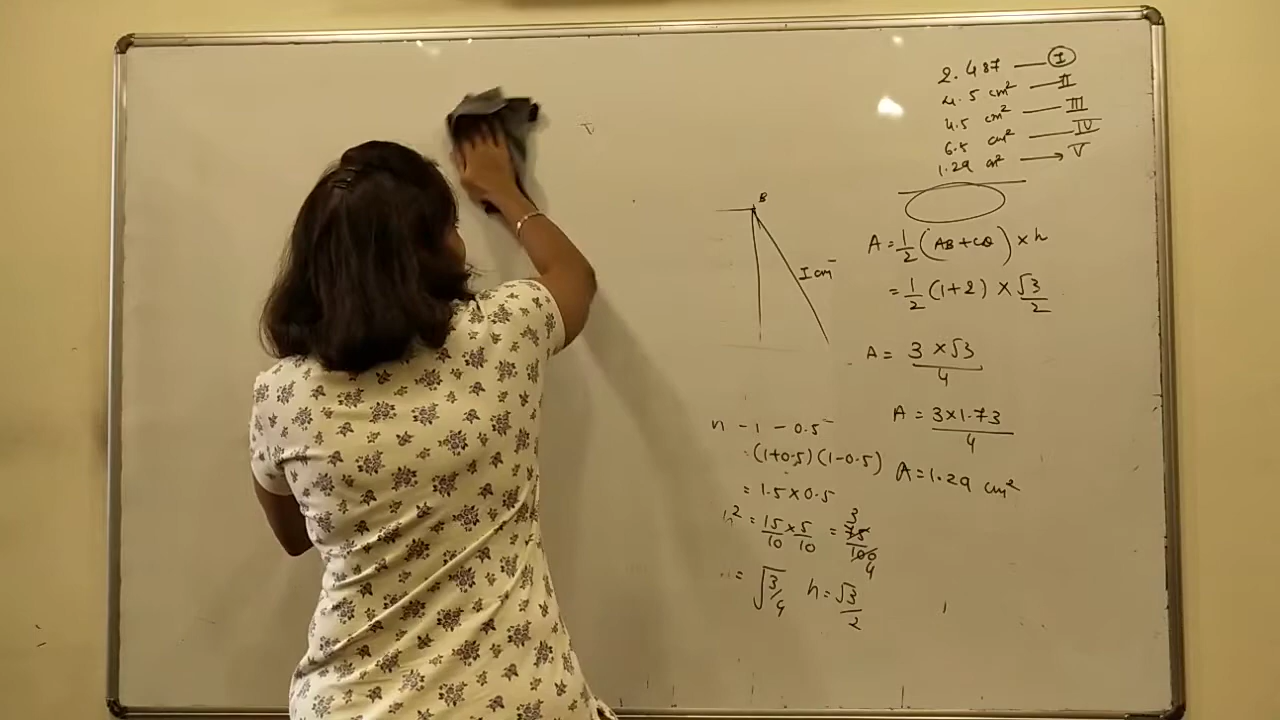 2.487 — I
4.5 cm² — II
4.5 cm² — III
6.5 cm² — IV
1.29 cm² → V
V
B
1 cm
A = 1/2 (AB+CD) × h
= 1/2 (1+2) × √3/2
A = 3 × √3 / 4
A = 3×1.73 / 4
A = 1.29 cm²
h - 1 - 0.5
(1+0.5)(1-0.5)
= 1.5 × 0.5
h² = 15/10 × 5/10 = 75/100 3 4
= √3/4 h = √3/2